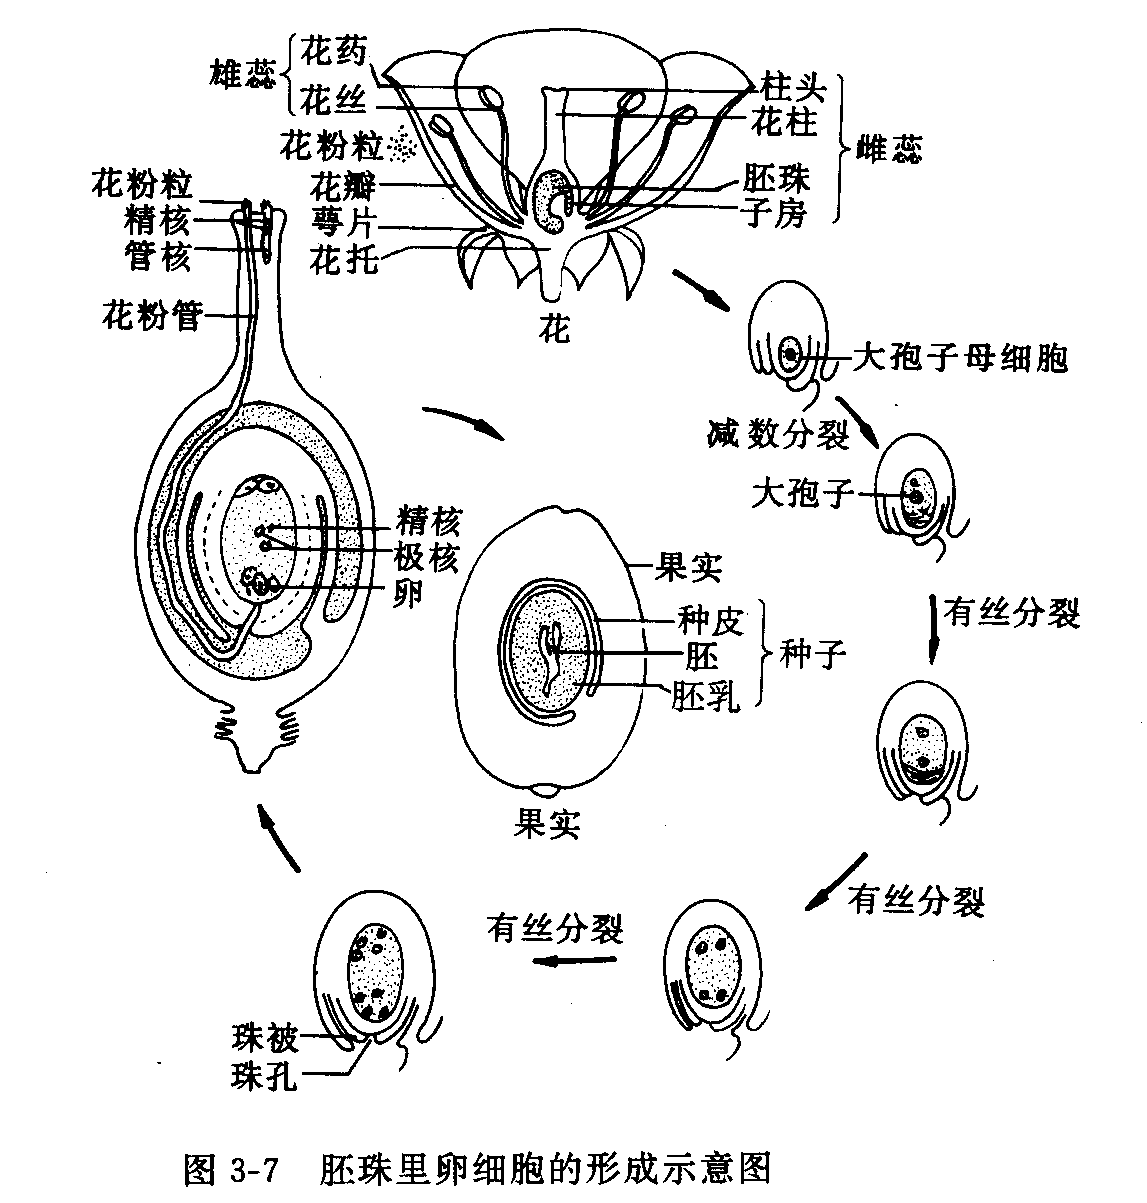 雄蕊
花药
花丝
花粉粒
花瓣
萼片
花托
柱头
花柱
雌蕊
胚珠
子房
花
花粉粒
精核
管核
花粉管
大孢子母细胞
减数分裂
大孢子
精核
极核
卵
果实
种皮
胚
胚乳
种子
果实
有丝分裂
有丝分裂
有丝分裂
珠被
珠孔
图 3-7 胚珠里卵细胞的形成示意图